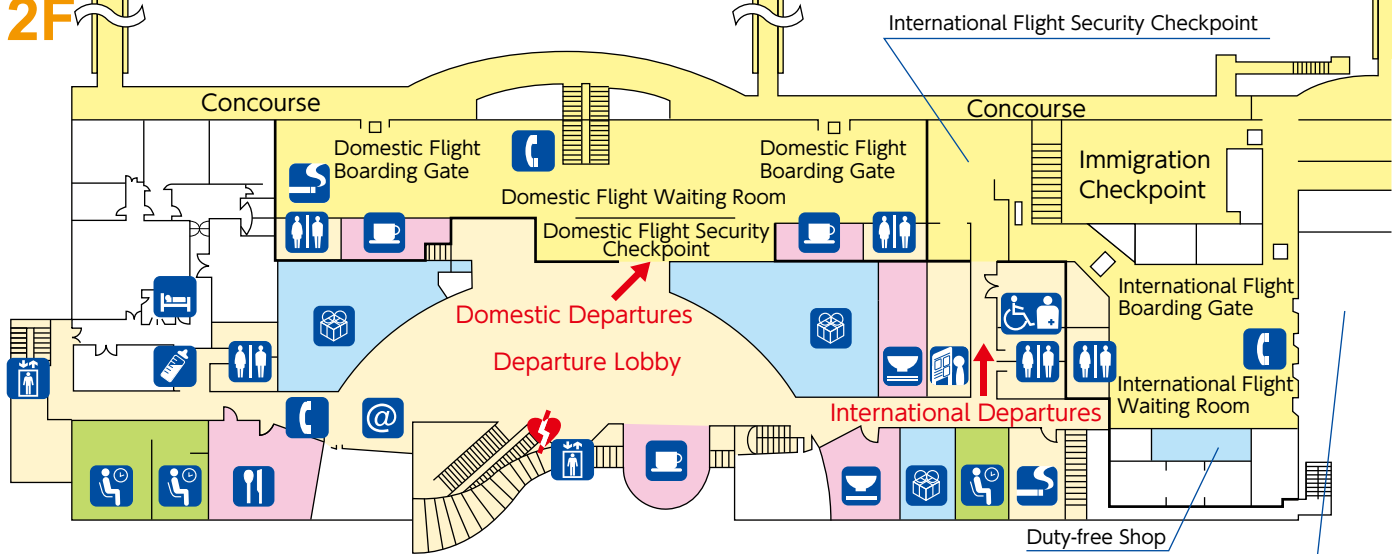 2F
International Flight Security Checkpoint
Concourse
Concourse
Domestic Flight
Boarding Gate
Domestic Flight
Boarding Gate
Immigration
Checkpoint
Domestic Flight Waiting Room
Domestic Flight Security
Checkpoint
International Flight
Boarding Gate
Domestic Departures
Departure Lobby
@
International Departures
International Flight
Waiting Room
Duty-free Shop